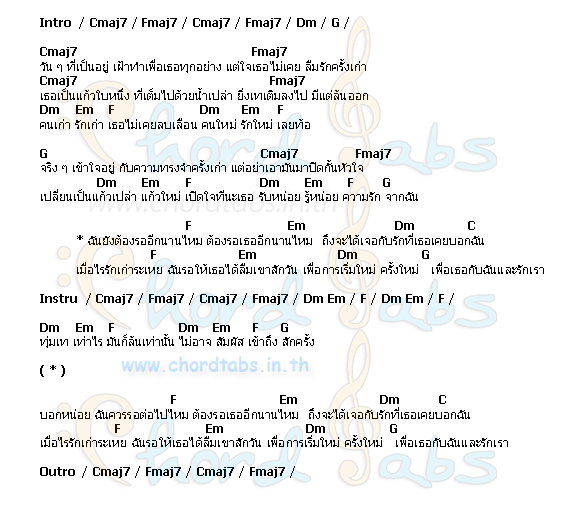 Intro / Cmaj7 / Fmaj7 / Cmaj7 / Fmaj7 / Dm / G /
Cmaj7 Fmaj7
วัน ๆ ที่เป็นอยู่ เฝ้าทำเพื่อเธอทุกอย่าง แต่ใจเธอไม่เคย ลืมรักครั้งเก่า
Cmaj7 Fmaj7
เธอเป็นแก้วใบหนึ่ง ที่เต็มไปด้วยน้ำเปล่า ยิ่งเทเติมลงไป มีแต่ล้นออก
Dm Em F Dm Em F
คนเก่า รักเก่า เธอไม่เคยลบเลือน คนใหม่ รักใหม่ เลยท้อ
G Cmaj7 Fmaj7
จริง ๆ เข้าใจอยู่ กับความทรงจำครั้งเก่า แต่อย่าเอามันมาปิดกั้นหัวใจ
Dm Em F Dm Em F G
เปลี่ยนเป็นแก้วเปล่า แก้วใหม่ เปิดใจทีนะเธอ รับหน่อย รู้หน่อย ความรัก จากฉัน
F Em Dm C
* ฉันยังต้องรออีกนานไหม ต้องรอเธออีกนานไหม ถึงจะได้เจอกับรักที่เธอเคยบอกฉัน
F Em Dm G
เมื่อไรรักเก่าระเหย ฉันรอให้เธอได้ลืมเขาสักวัน เพื่อการเริ่มใหม่ ครั้งใหม่ เพื่อเธอกับฉันและรักเรา
Instru / Cmaj7 / Fmaj7 / Cmaj7 / Fmaj7 / Dm Em / F / Dm Em / F /
Dm Em F Dm Em F G
ทุ่มเท เท่าไร มันก็ล้นเท่านั้น ไม่อาจ สัมผัส เข้าถึง สักครั้ง
www.chordtabs.in.th
( * )
F Em Dm C
บอกหน่อย ฉันควรรอต่อไปไหม ต้องรอเธออีกนานไหม ถึงจะได้เจอกับรักที่เธอเคยบอกฉัน
F Em Dm G
เมื่อไรรักเก่าระเหย ฉันรอให้เธอได้ลืมเขาสักวัน เพื่อการเริ่มใหม่ ครั้งใหม่ เพื่อเธอกับฉันและรักเรา
Outro / Cmaj7 / Fmaj7 / Cmaj7 / Fmaj7 /